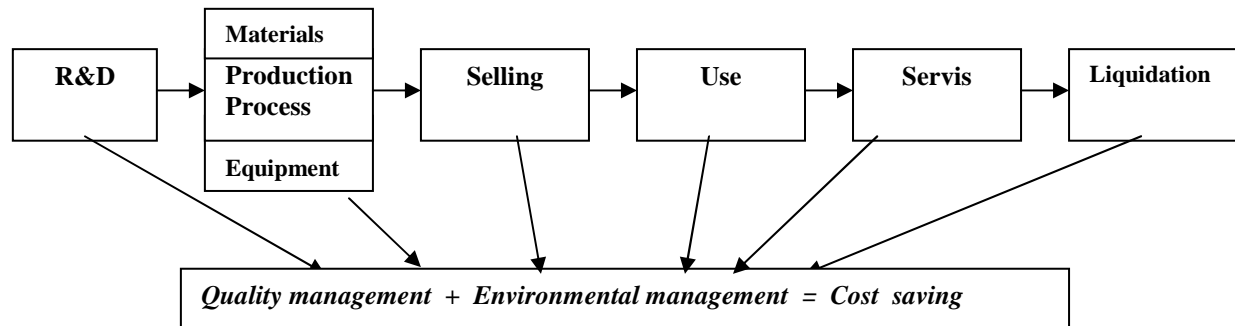 R&D
Materials
Production
Process
Equipment
Selling
Use
Servis
Liquidation
Quality management + Environmental management = Cost saving